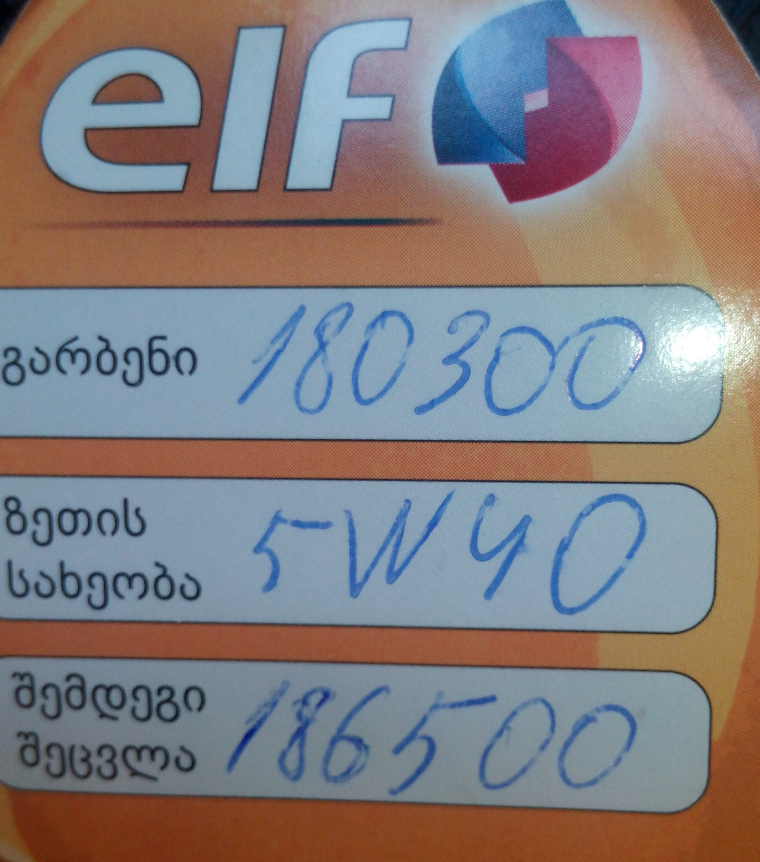 elf
გარბენი 180300
ზეთის
სახეობა 5W40
შემდეგი
შეცვლა 186500